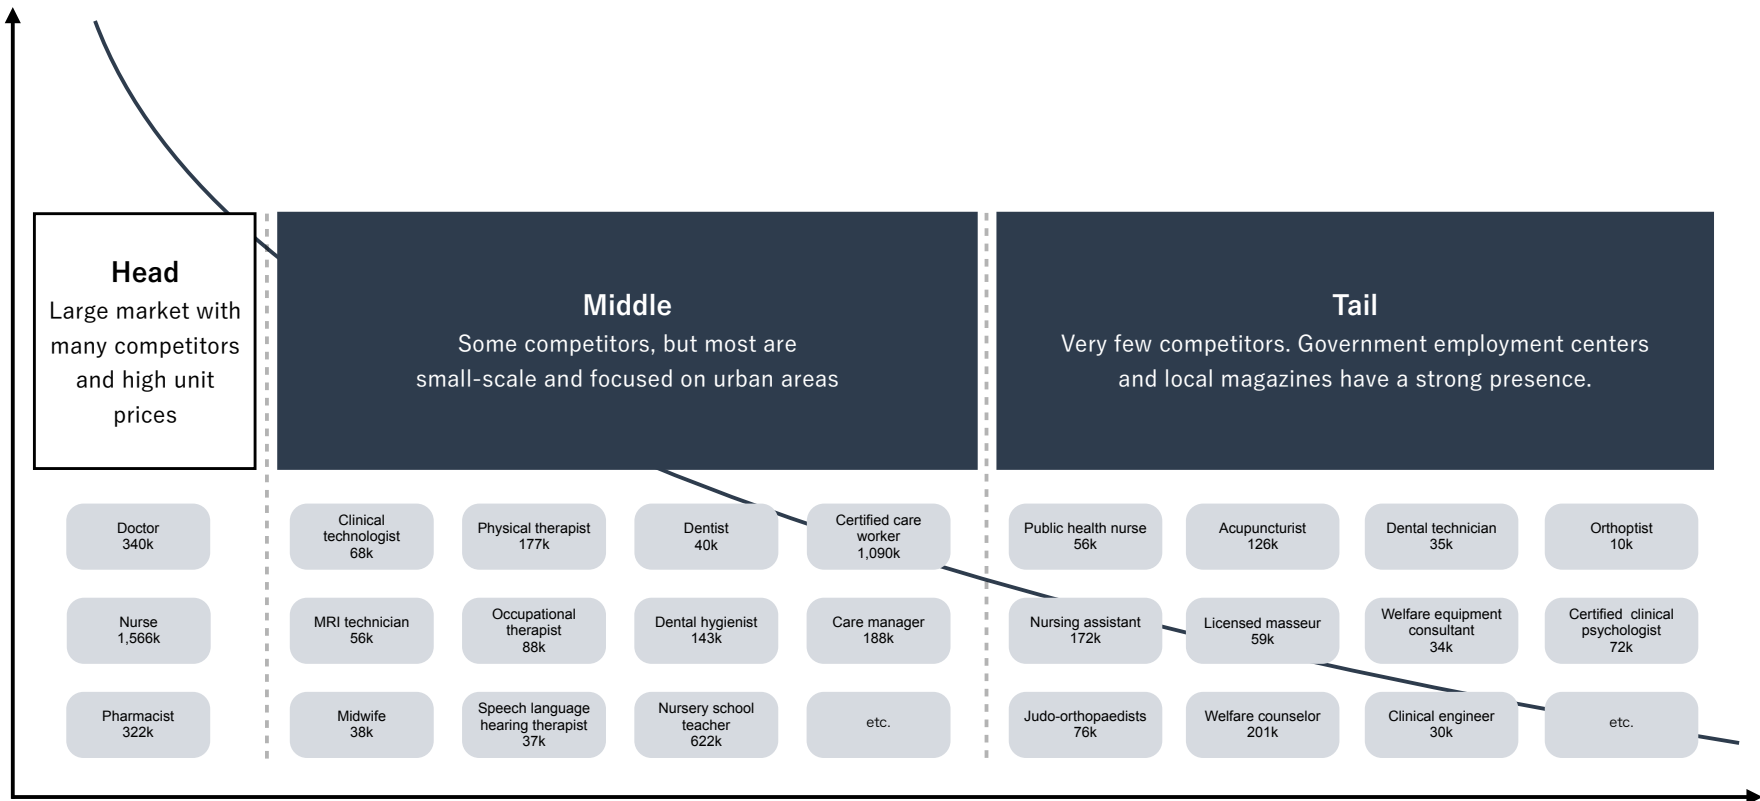 Head
Large market with
many competitors
and high unit
prices
Middle
Some competitors, but most are
small-scale and focused on urban areas
Tail
Very few competitors. Government employment centers
and local magazines have a strong presence.
Doctor
340k
Clinical
technologist
68k
Physical therapist
177k
Dentist
40k
Certified care
worker
1,090k
Public health nurse
56k
Acupuncturist
126k
Dental technician
35k
Orthoptist
10k
Nurse
1,566k
MRI technician
56k
Occupational
therapist
88k
Dental hygienist
143k
Care manager
188k
Nursing assistant
172k
Licensed masseur
59k
Welfare equipment
consultant
34k
Certified clinical
psychologist
72k
Pharmacist
322k
Midwife
38k
Speech language
hearing therapist
37k
Nursery school
teacher
622k
etc.
Judo-orthopaedists
76k
Welfare counselor
201k
Clinical engineer
30k
etc.